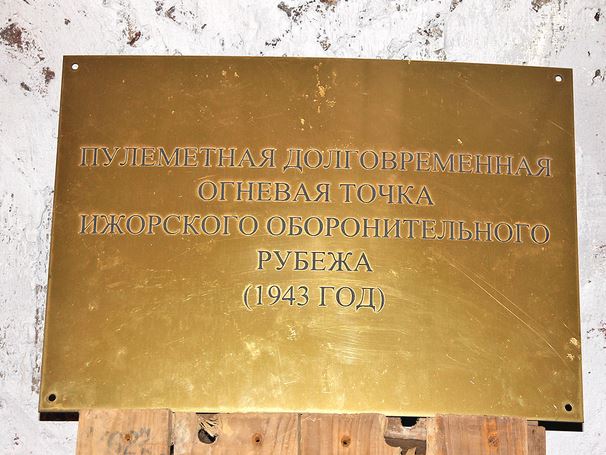 ПУЛЕМЕТНАЯ ДОЛГОВРЕМЕННАЯ
ОГНЕВАЯ ТОЧКА
ИЖОРСКОГО ОБОРОНИТЕЛЬНОГО
РУБЕЖА
(1943 ГОД)